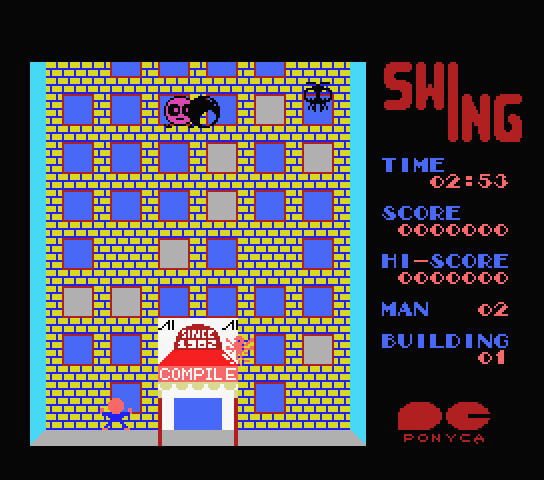 SWING
TIME
02:53
SCORE
0000000
HI-SCORE
0000000
MAN 02
BUILDING
01
SINCE
1983
COMPILE
PONYCA